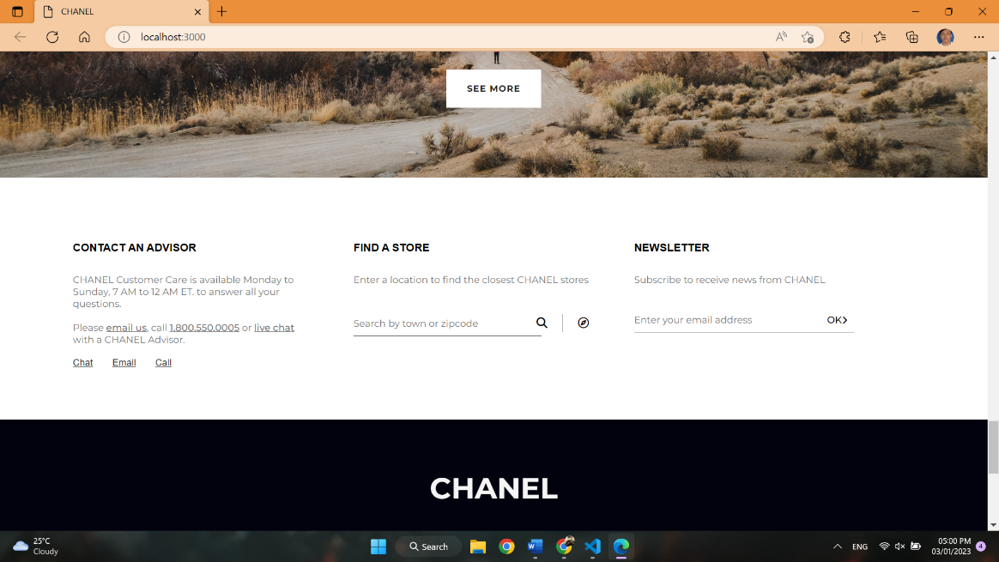 CHANEL
localhost:3000
SEE MORE
CONTACT AN ADVISOR
CHANEL Customer Care is available Monday to
Sunday, 7 AM to 12 AM ET. to answer all your
questions.
Please email us, call 1.800.550.0005 or live chat
with a CHANEL Advisor.
Chat Email Call
FIND A STORE
Enter a location to find the closest CHANEL stores
Search by town or zipcode
NEWSLETTER
Subscribe to receive news from CHANEL
Enter your email address OK
CHANEL
25°C
Cloudy
Search
ENG
05:00 PM
03/01/2023
4